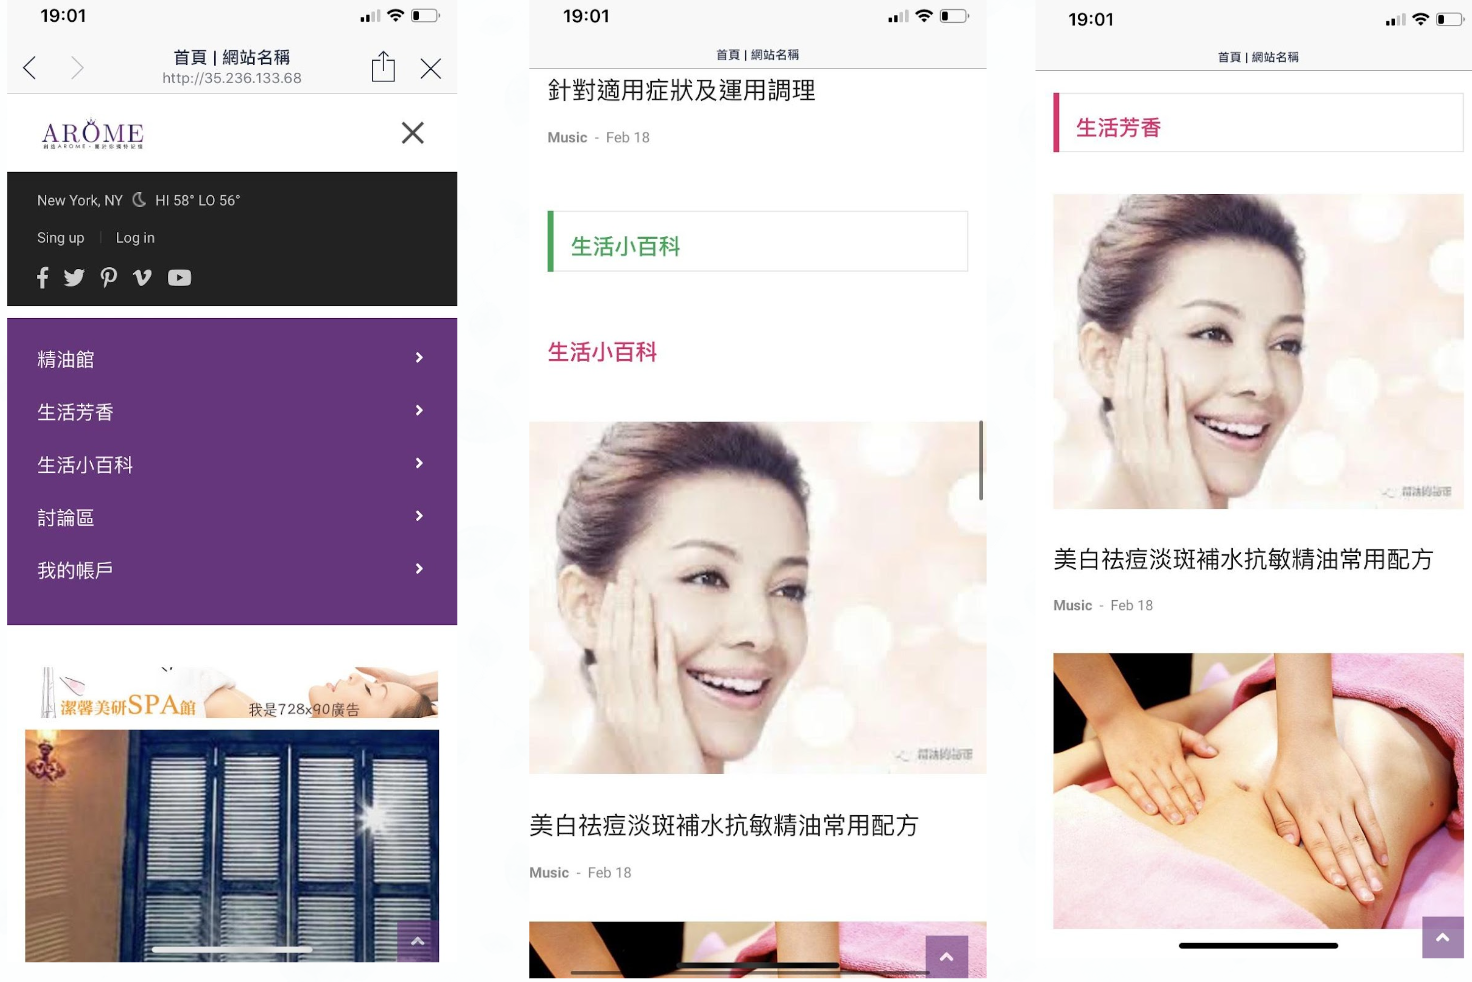 19:01
首頁 | 網站名稱
http://35.236.133.68
AROME
New York, NY HI 58° LO 56°
Sing up | Log in
精油館
生活芳香
生活小百科
討論區
我的帳戶
潔馨美研SPA館
我是728x90廣告
19:01
首頁 | 網站名稱
針對適用症狀及運用調理
Music - Feb 18
生活小百科
生活小百科
美白祛痘淡斑補水抗敏精油常用配方
Music - Feb 18
19:01
首頁 | 網站名稱
生活芳香
美白祛痘淡斑補水抗敏精油常用配方
Music - Feb 18